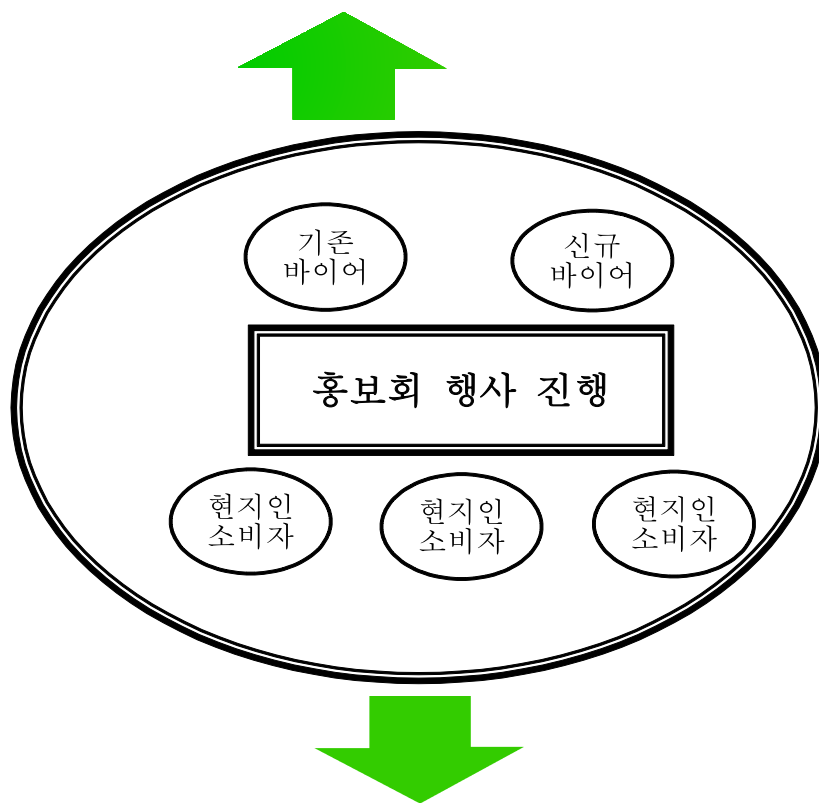 기존
바이어
신규
바이어
홍보회 행사 진행
현지인
소비자
현지인
소비자
현지인
소비자